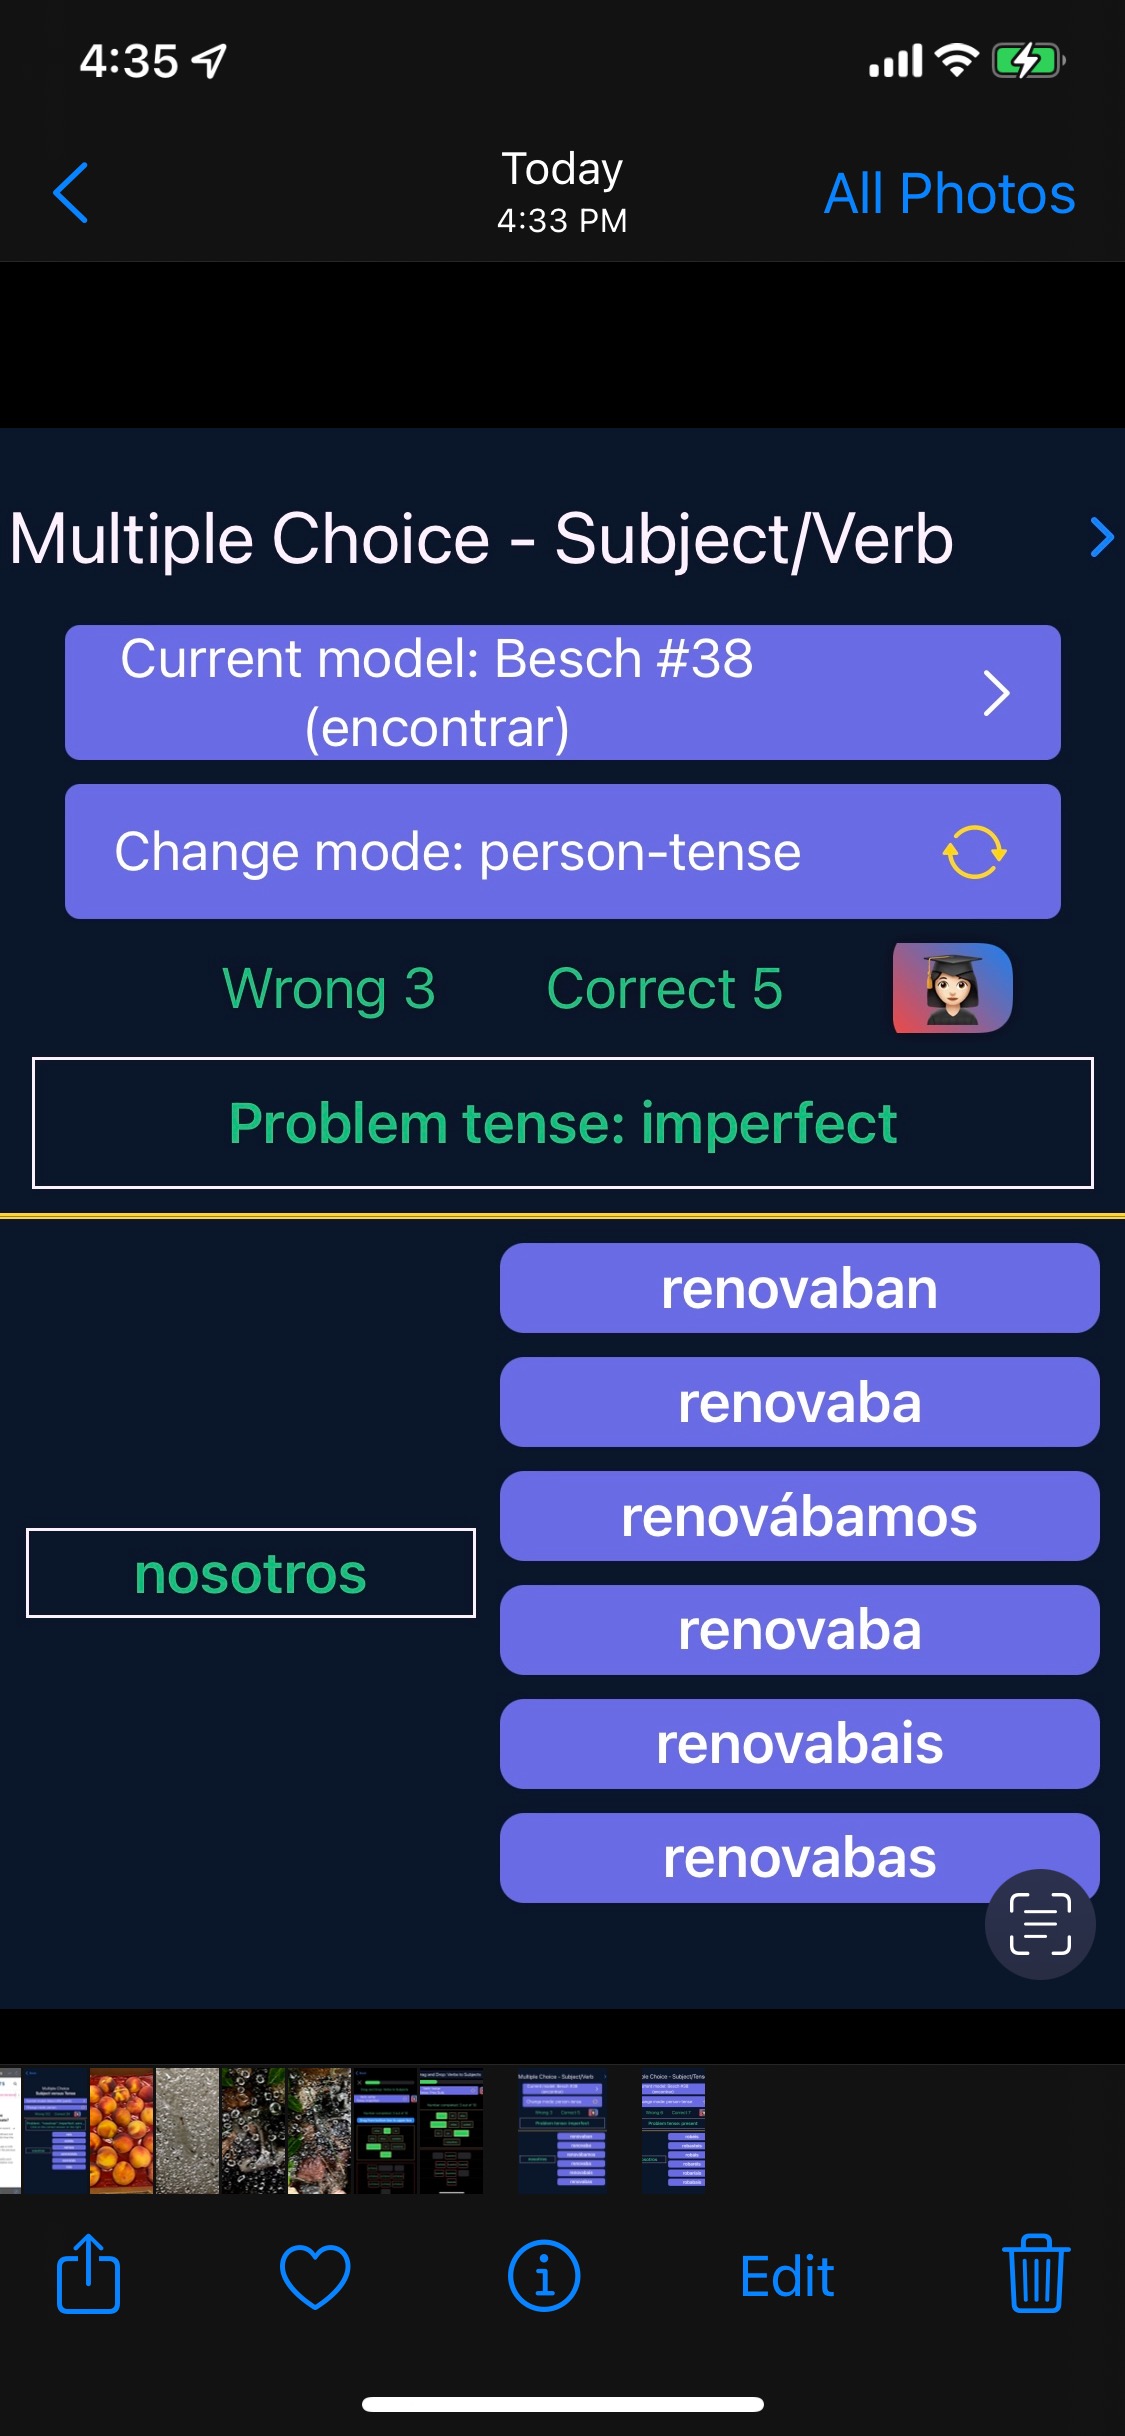 4:35
Today
4:33 PM
All Photos
Multiple Choice - Subject/Verb
Current model: Besch #38
(encontrar)
Change mode: person-tense
Wrong 3 Correct 5
Problem tense: imperfect
renovaban
renovaba
renovábamos
nosotros
renovaba
renovabais
renovabas
Edit